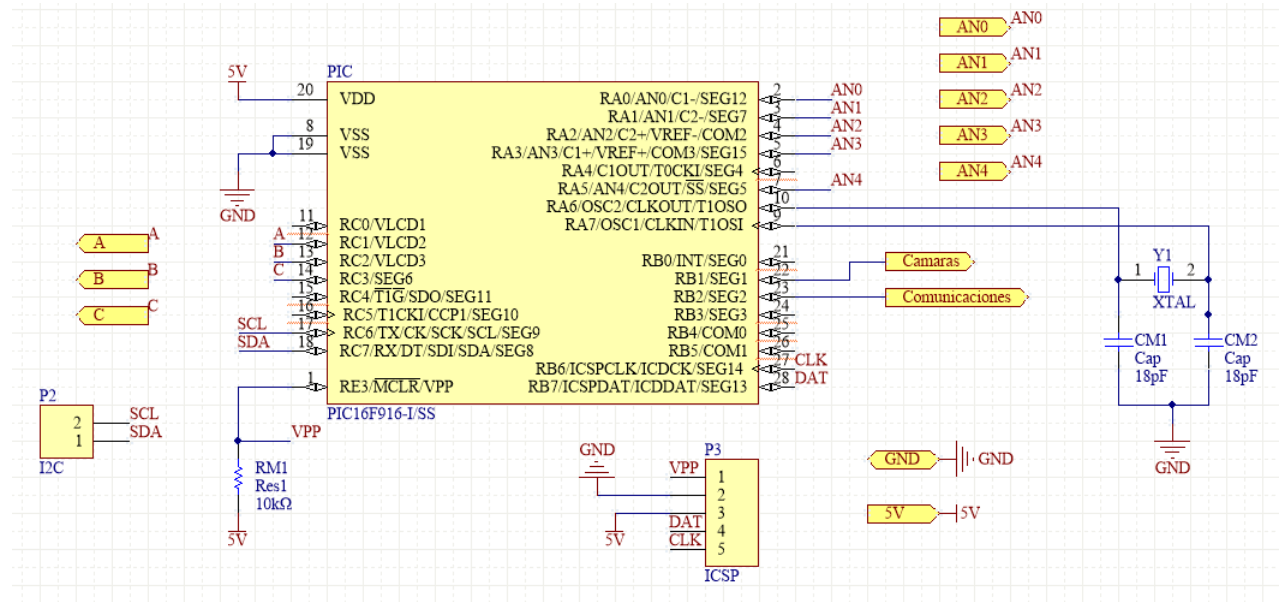 AN0 AN0
AN1 AN1
AN2 AN2
AN3 AN3
AN4 AN4
5V
PIC
20 VDD
8 VSS
19 VSS
GND
11 RC0/VLCD1
A 12 RC1/VLCD2
B 13 RC2/VLCD3
C 14 RC3/SEG6
15 RC4/T1G/SDO/SEG11
16 RC5/T1CKI/CCP1/SEG10
SCL 17 RC6/TX/CK/SCK/SCL/SEG9
SDA 18 RC7/RX/DT/SDI/SDA/SEG8
1 RE3/MCLR/VPP
PIC16F916-I/SS
RA0/AN0/C1-/SEG12 2 AN0
RA1/AN1/C2-/SEG7 3 AN1
RA2/AN2/C2+/VREF-/COM2 4 AN2
RA3/AN3/C1+/VREF+/COM3/SEG15 5 AN3
RA4/C1OUT/T0CKI/SEG4 6
RA5/AN4/C2OUT/SS/SEG5 7 AN4
RA6/OSC2/CLKOUT/T1OSO 10
RA7/OSC1/CLKIN/T1OSI 9
RB0/INT/SEG0 21
RB1/SEG1 22 Camaras
RB2/SEG2 23 Comunicaciones
RB3/SEG3 24
RB4/COM0 25
RB5/COM1 26
RB6/ICSPCLK/ICDCK/SEG14 27 CLK
RB7/ICSPDAT/ICDDAT/SEG13 28 DAT
A A
B B
C C
Y1
1 2
XTAL
CM1
Cap
18pF
CM2
Cap
18pF
GND
P2
2 SCL
1 SDA
I2C
VPP
RM1
Res1
10kΩ
5V
GND
5V
P3
VPP 1
2
3
DAT 4
CLK 5
ICSP
GND GND
5V 5V